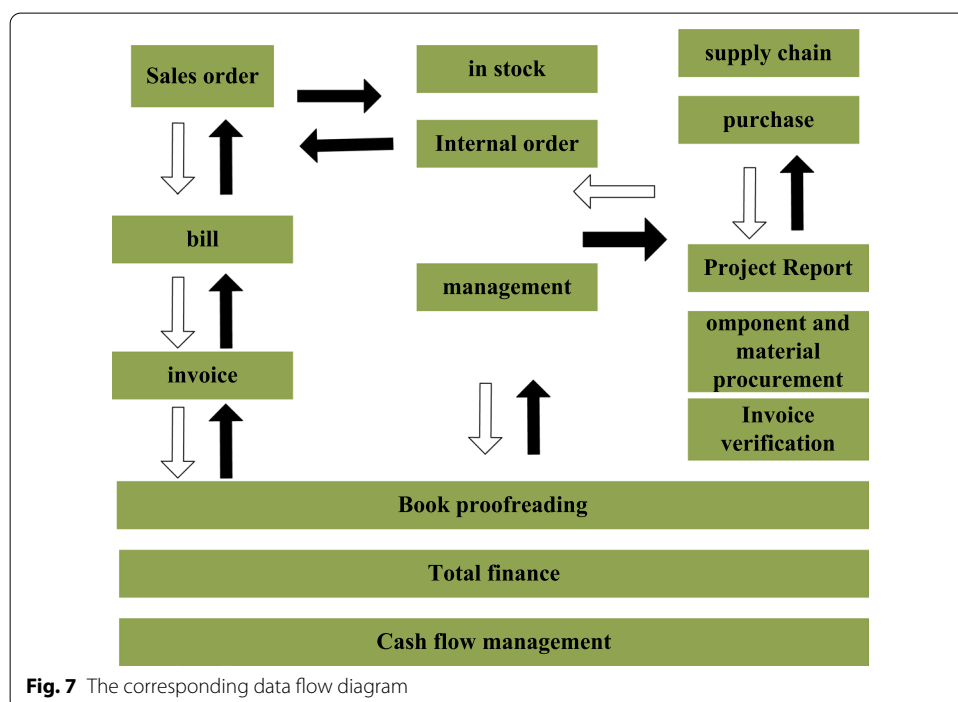 Sales order
in stock
supply chain
purchase
Internal order
bill
management
Project Report
omponent and
material
procurement
invoice
Invoice
verification
Book proofreading
Total finance
Cash flow management
Fig. 7 The corresponding data flow diagram